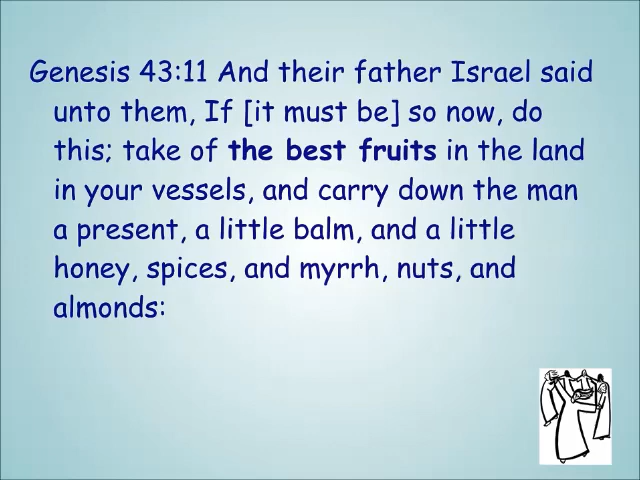 Genesis 43:11 And their father Israel said
unto them, If [it must be] so now, do
this; take of the best fruits in the land
in your vessels, and carry down the man
a present, a little balm, and a little
honey, spices, and myrrh, nuts, and
almonds: